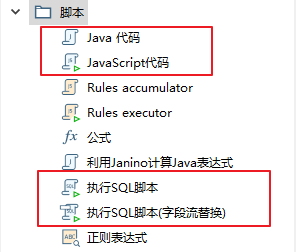 脚本
Java 代码
JavaScript代码
Rules accumulator
Rules executor
公式
利用Janino计算Java表达式
执行SQL脚本
执行SQL脚本(字段流替换)
正则表达式